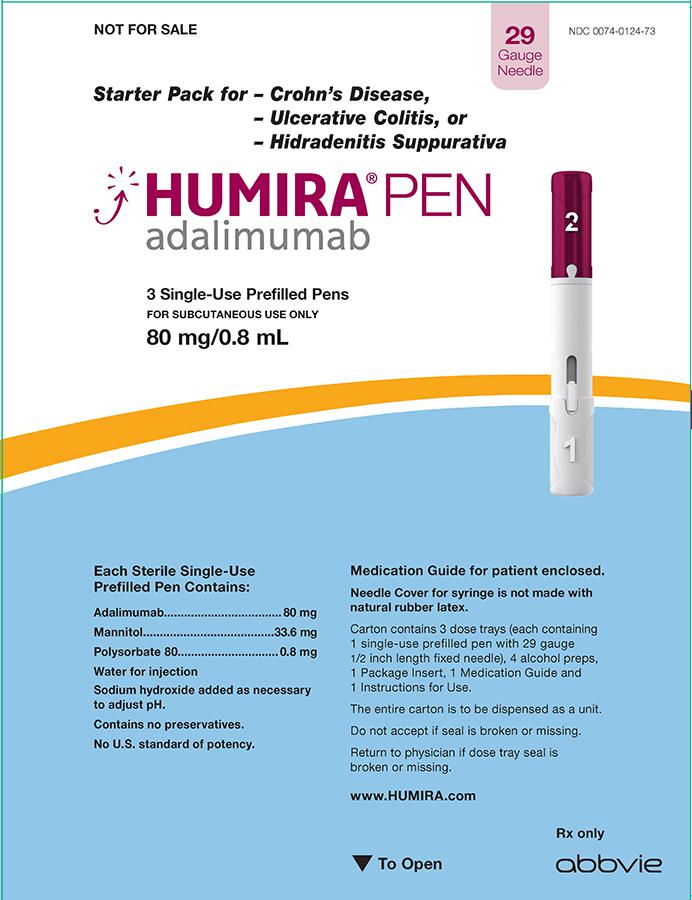 NOT FOR SALE
29
Gauge
Needle
NDC 0074-0124-73
Starter Pack for – Crohn's Disease,
– Ulcerative Colitis, or
– Hidradenitis Suppurativa
HUMIRA® PEN
adalimumab
3 Single-Use Prefilled Pens
FOR SUBCUTANEOUS USE ONLY
80 mg/0.8 mL
2
1
Each Sterile Single-Use
Prefilled Pen Contains:
Adalimumab...................................80 mg
Mannitol.......................................33.6 mg
Polysorbate 80..............................0.8 mg
Water for injection
Sodium hydroxide added as necessary
to adjust pH.
Contains no preservatives.
No U.S. standard of potency.
Medication Guide for patient enclosed.
Needle Cover for syringe is not made with
natural rubber latex.
Carton contains 3 dose trays (each containing
1 single-use prefilled pen with 29 gauge
1/2 inch length fixed needle), 4 alcohol preps,
1 Package Insert, 1 Medication Guide and
1 Instructions for Use.
The entire carton is to be dispensed as a unit.
Do not accept if seal is broken or missing.
Return to physician if dose tray seal is
broken or missing.
www.HUMIRA.com
Rx only
▼ To Open
abbvie